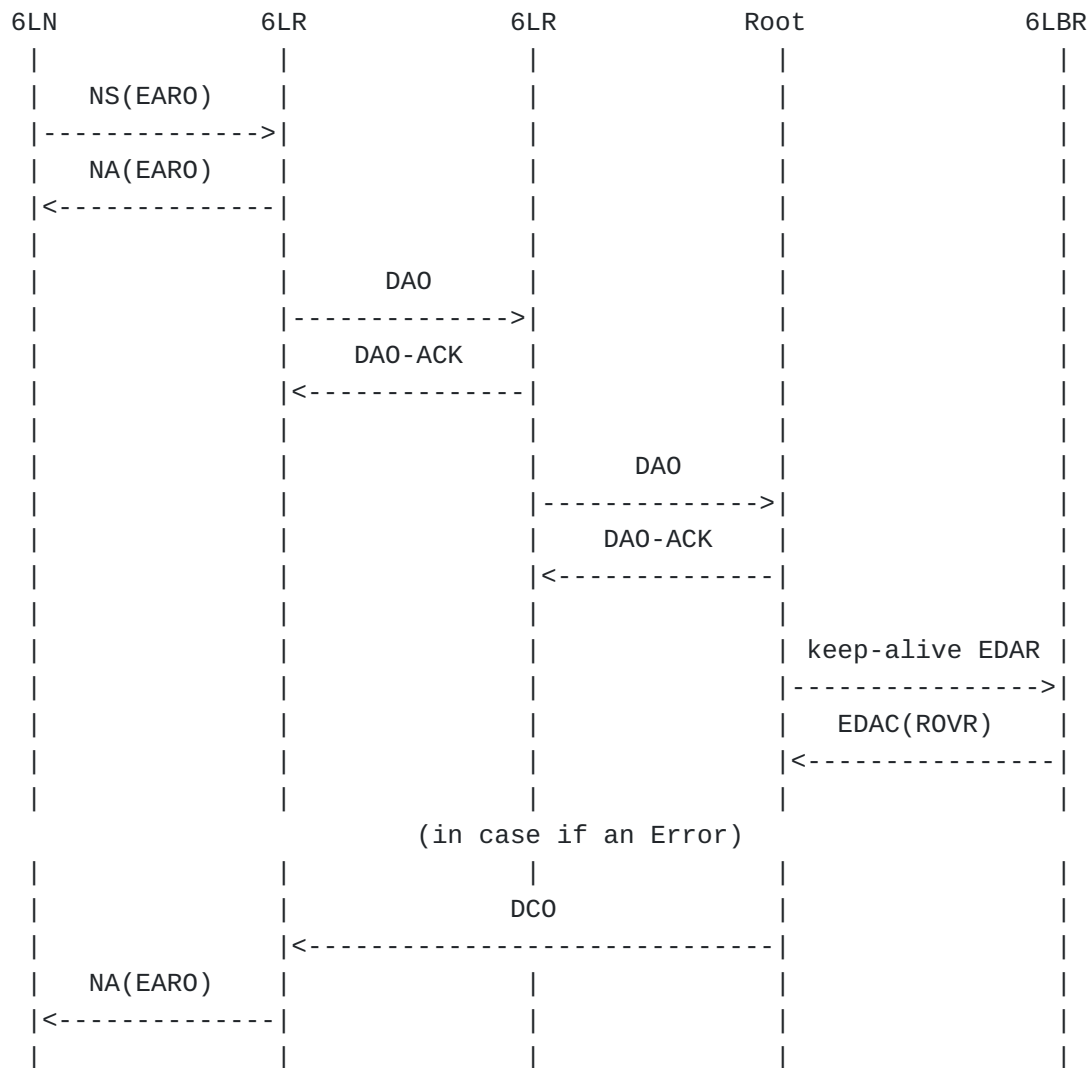 6LN 6LR 6LR Root 6LBR
NS(EARO)
NA(EARO)
DAO
DAO-ACK
DAO
DAO-ACK
keep-alive EDAR
EDAC(ROVR)
(in case if an Error)
DCO
NA(EARO)